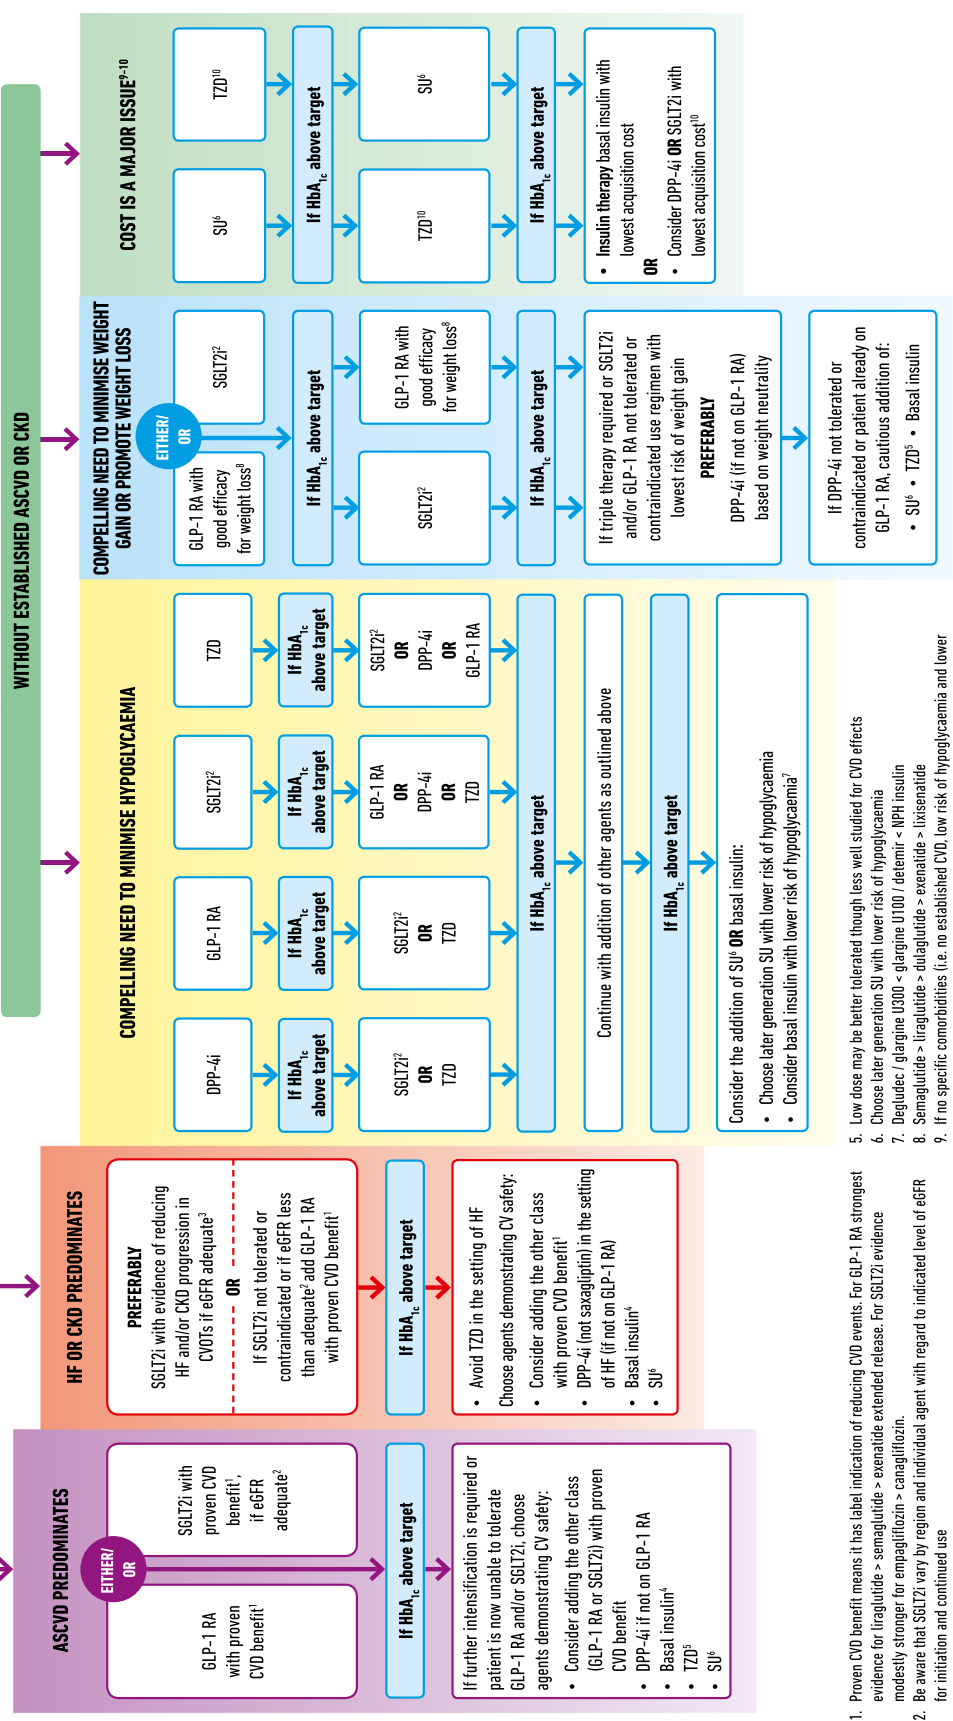 WITHOUT ESTABLISHED ASCVD OR CKD
ASCVD PREDOMINATES
EITHER/
OR
GLP-1 RA
with proven
CVD benefit1
SGLT2i with
proven CVD
benefit1,
if eGFR
adequate2
If HbA1c above target
If further intensification is required or
patient is now unable to tolerate
GLP-1 RA and/or SGLT2i, choose
agents demonstrating CV safety:
• Consider adding the other class
(GLP-1 RA or SGLT2i) with proven
CVD benefit
• DPP-4i if not on GLP-1 RA
• Basal insulin4
• TZD5
• SU6
HF OR CKD PREDOMINATES
PREFERABLY
SGLT2i with evidence of reducing
HF and/or CKD progression in
CVOTs if eGFR adequate3
OR
If SGLT2i not tolerated or
contraindicated or if eGFR less
than adequate2 add GLP-1 RA
with proven CVD benefit1
If HbA1c above target
• Avoid TZD in the setting of HF
Choose agents demonstrating CV safety:
• Consider adding the other class
with proven CVD benefit1
• DPP-4i (not saxagliptin) in the setting
of HF (if not on GLP-1 RA)
• Basal insulin4
• SU6
COMPELLING NEED TO MINIMISE HYPOGLYCAEMIA
DPP-4i
If HbA1c
above target
SGLT2i2
OR
TZD
GLP-1 RA
If HbA1c
above target
SGLT2i2
OR
TZD
SGLT2i2
If HbA1c
above target
GLP-1 RA
OR
DPP-4i
OR
TZD
TZD
If HbA1c
above target
SGLT2i2
OR
DPP-4i
OR
GLP-1 RA
If HbA1c above target
Continue with addition of other agents as outlined above
If HbA1c above target
Consider the addition of SU6 OR basal insulin:
• Choose later generation SU with lower risk of hypoglycaemia
• Consider basal insulin with lower risk of hypoglycaemia7
COMPELLING NEED TO MINIMISE WEIGHT
GAIN OR PROMOTE WEIGHT LOSS
EITHER/
OR
GLP-1 RA with
good efficacy
for weight loss8
SGLT2i2
If HbA1c above target
SGLT2i2
GLP-1 RA with
good efficacy
for weight loss8
If HbA1c above target
If triple therapy required or SGLT2i
and/or GLP-1 RA not tolerated or
contraindicated use regimen with
lowest risk of weight gain
PREFERABLY
DPP-4i (if not on GLP-1 RA)
based on weight neutrality
If DPP-4i not tolerated or
contraindicated or patient already on
GLP-1 RA, cautious addition of:
• SU6 • TZD5 • Basal insulin
COST IS A MAJOR ISSUE9-10
SU6
TZD10
If HbA1c above target
TZD10
SU6
If HbA1c above target
• Insulin therapy basal insulin with
lowest acquisition cost
OR
• Consider DPP-4i OR SGLT2i with
lowest acquisition cost10
1. Proven CVD benefit means it has label indication of reducing CVD events. For GLP-1 RA strongest
evidence for liraglutide > semaglutide > exenatide extended release. For SGLT2i evidence
modestly stronger for empagliflozin > canagliflozin.
2. Be aware that SGLT2i vary by region and individual agent with regard to indicated level of eGFR
for initiation and continued use
5. Low dose may be better tolerated though less well studied for CVD effects
6. Choose later generation SU with lower risk of hypoglycaemia
7. Degludec / glargine U300 < glargine U100 / detemir < NPH insulin
8. Semaglutide > liraglutide > dulaglutide > exenatide > lixisenatide
9. If no specific comorbidities (i.e. no established CVD, low risk of hypoglycaemia and lower